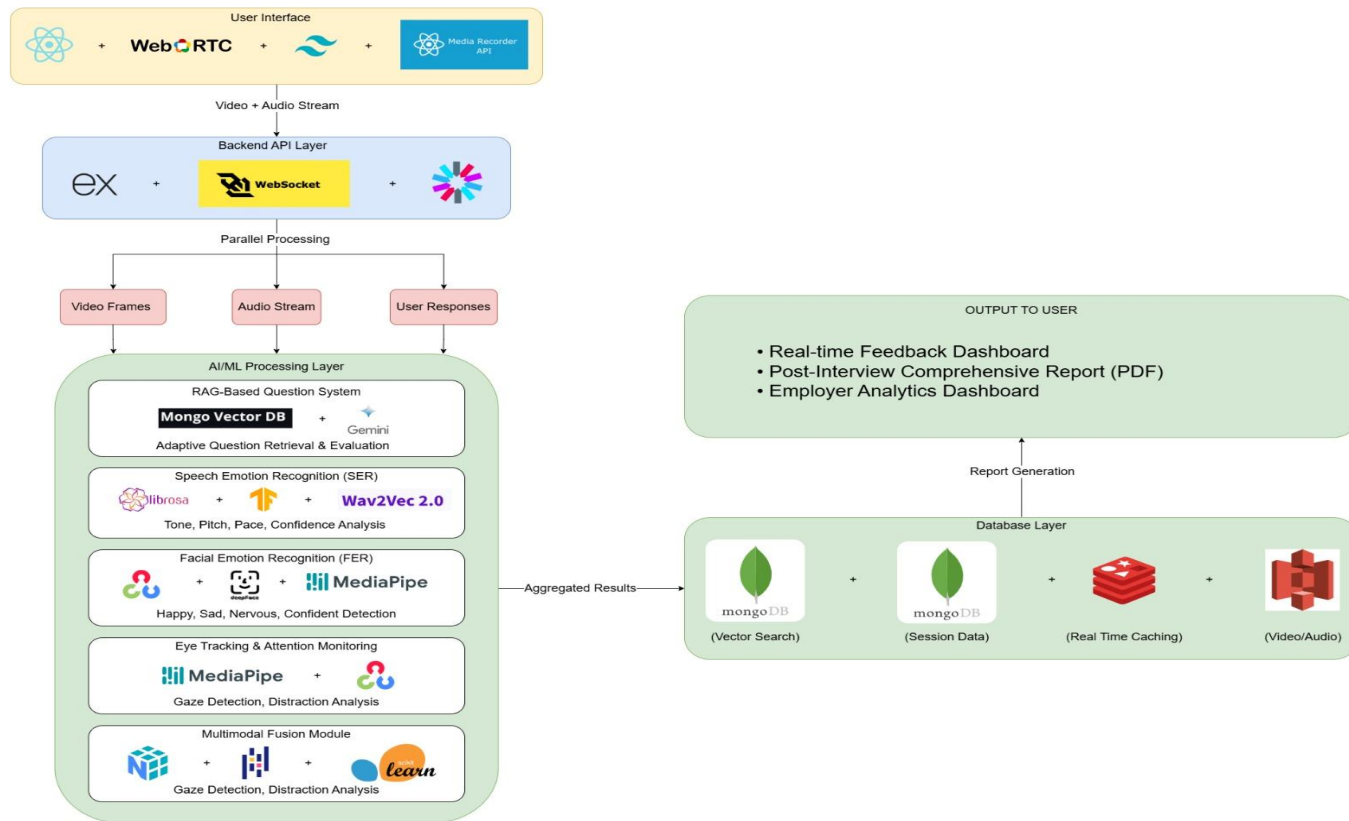 User Interface
+ WebRTC + + Media Recorder API
Video + Audio Stream
Backend API Layer
ex + WebSocket +
Parallel Processing
Video Frames
Audio Stream
User Responses
AI/ML Processing Layer
RAG-Based Question System
Mongo Vector DB + Gemini
Adaptive Question Retrieval & Evaluation
Speech Emotion Recognition (SER)
librosa + + Wav2Vec 2.0
Tone, Pitch, Pace, Confidence Analysis
Facial Emotion Recognition (FER)
+ deepface + MediaPipe
Happy, Sad, Nervous, Confident Detection
Eye Tracking & Attention Monitoring
MediaPipe +
Gaze Detection, Distraction Analysis
Multimodal Fusion Module
+ + scikit learn
Gaze Detection, Distraction Analysis
Aggregated Results
Database Layer
mongoDB + mongoDB + +
(Vector Search)
(Session Data)
(Real Time Caching)
(Video/Audio)
Report Generation
OUTPUT TO USER
• Real-time Feedback Dashboard
• Post-Interview Comprehensive Report (PDF)
• Employer Analytics Dashboard